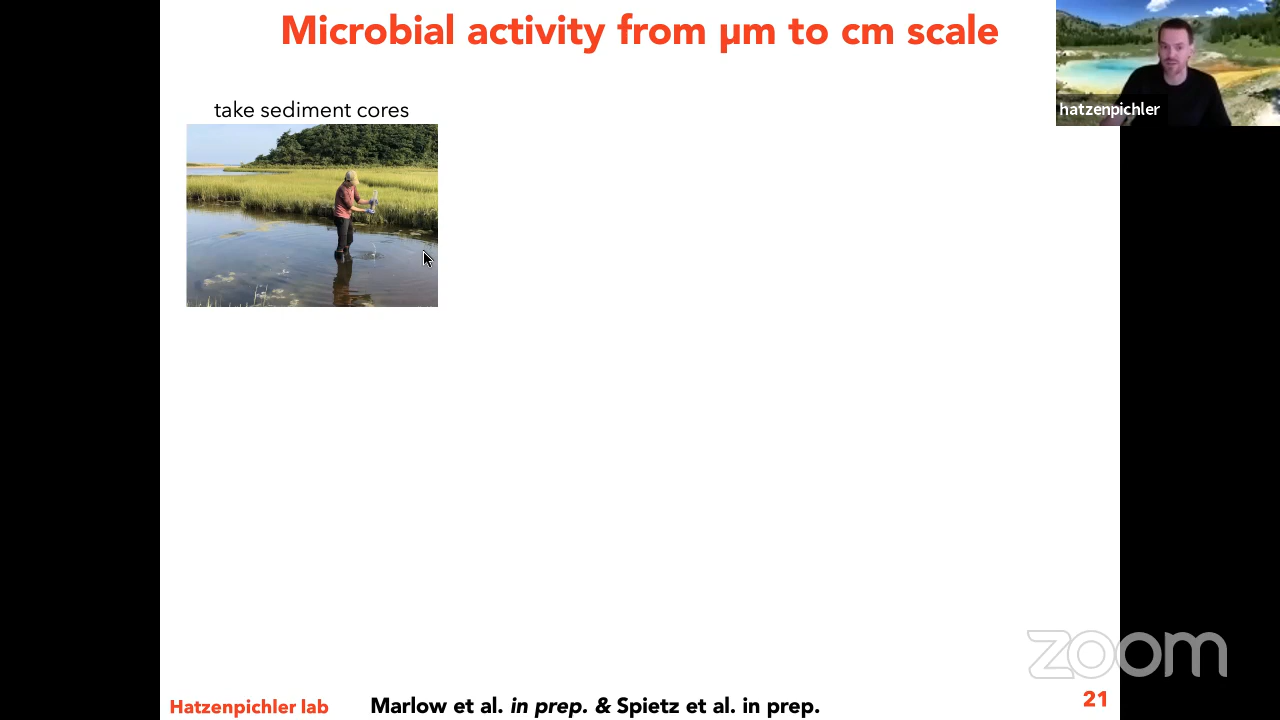 Microbial activity from µm to cm scale
hatzenpichler
take sediment cores
zoom
Hatzenpichler lab
Marlow et al. in prep. & Spietz et al. in prep.
21